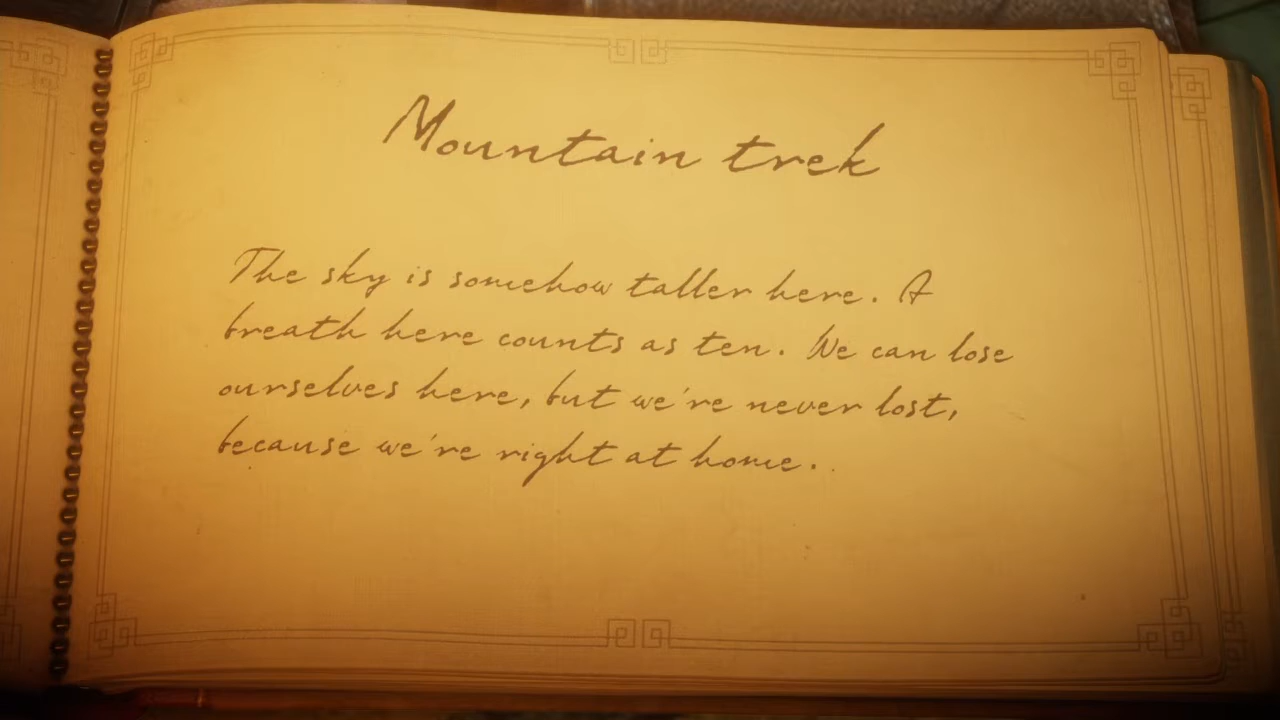 Mountain trek
The sky is somehow taller here. A
breath here counts as ten. We can lose
ourselves here, but we're never lost,
because we're right at home.